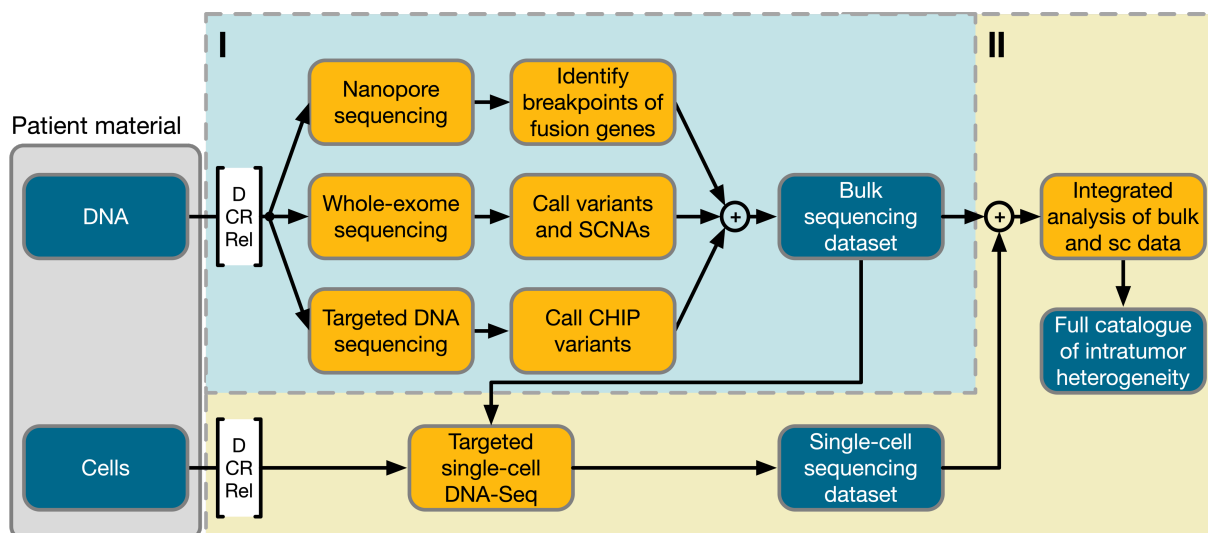 I
II
Patient material
DNA
D
CR
Rel
Nanopore
sequencing
Identify
breakpoints of
fusion genes
Whole-exome
sequencing
Call variants
and SCNAs
Targeted DNA
sequencing
Call CHIP
variants
+
Bulk
sequencing
dataset
+
Integrated
analysis of bulk
and sc data
Full catalogue
of intratumor
heterogeneity
Cells
D
CR
Rel
Targeted
single-cell
DNA-Seq
Single-cell
sequencing
dataset